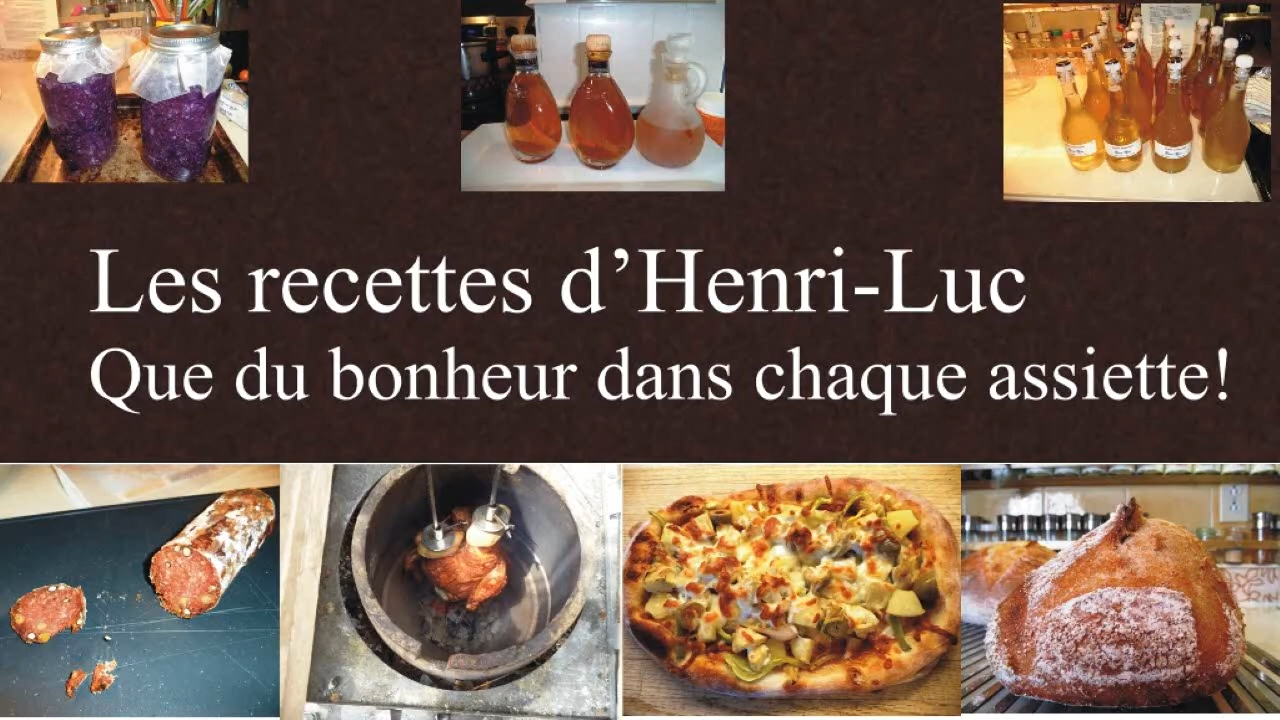 Les recettes d’Henri-Luc
Que du bonheur dans chaque assiette!